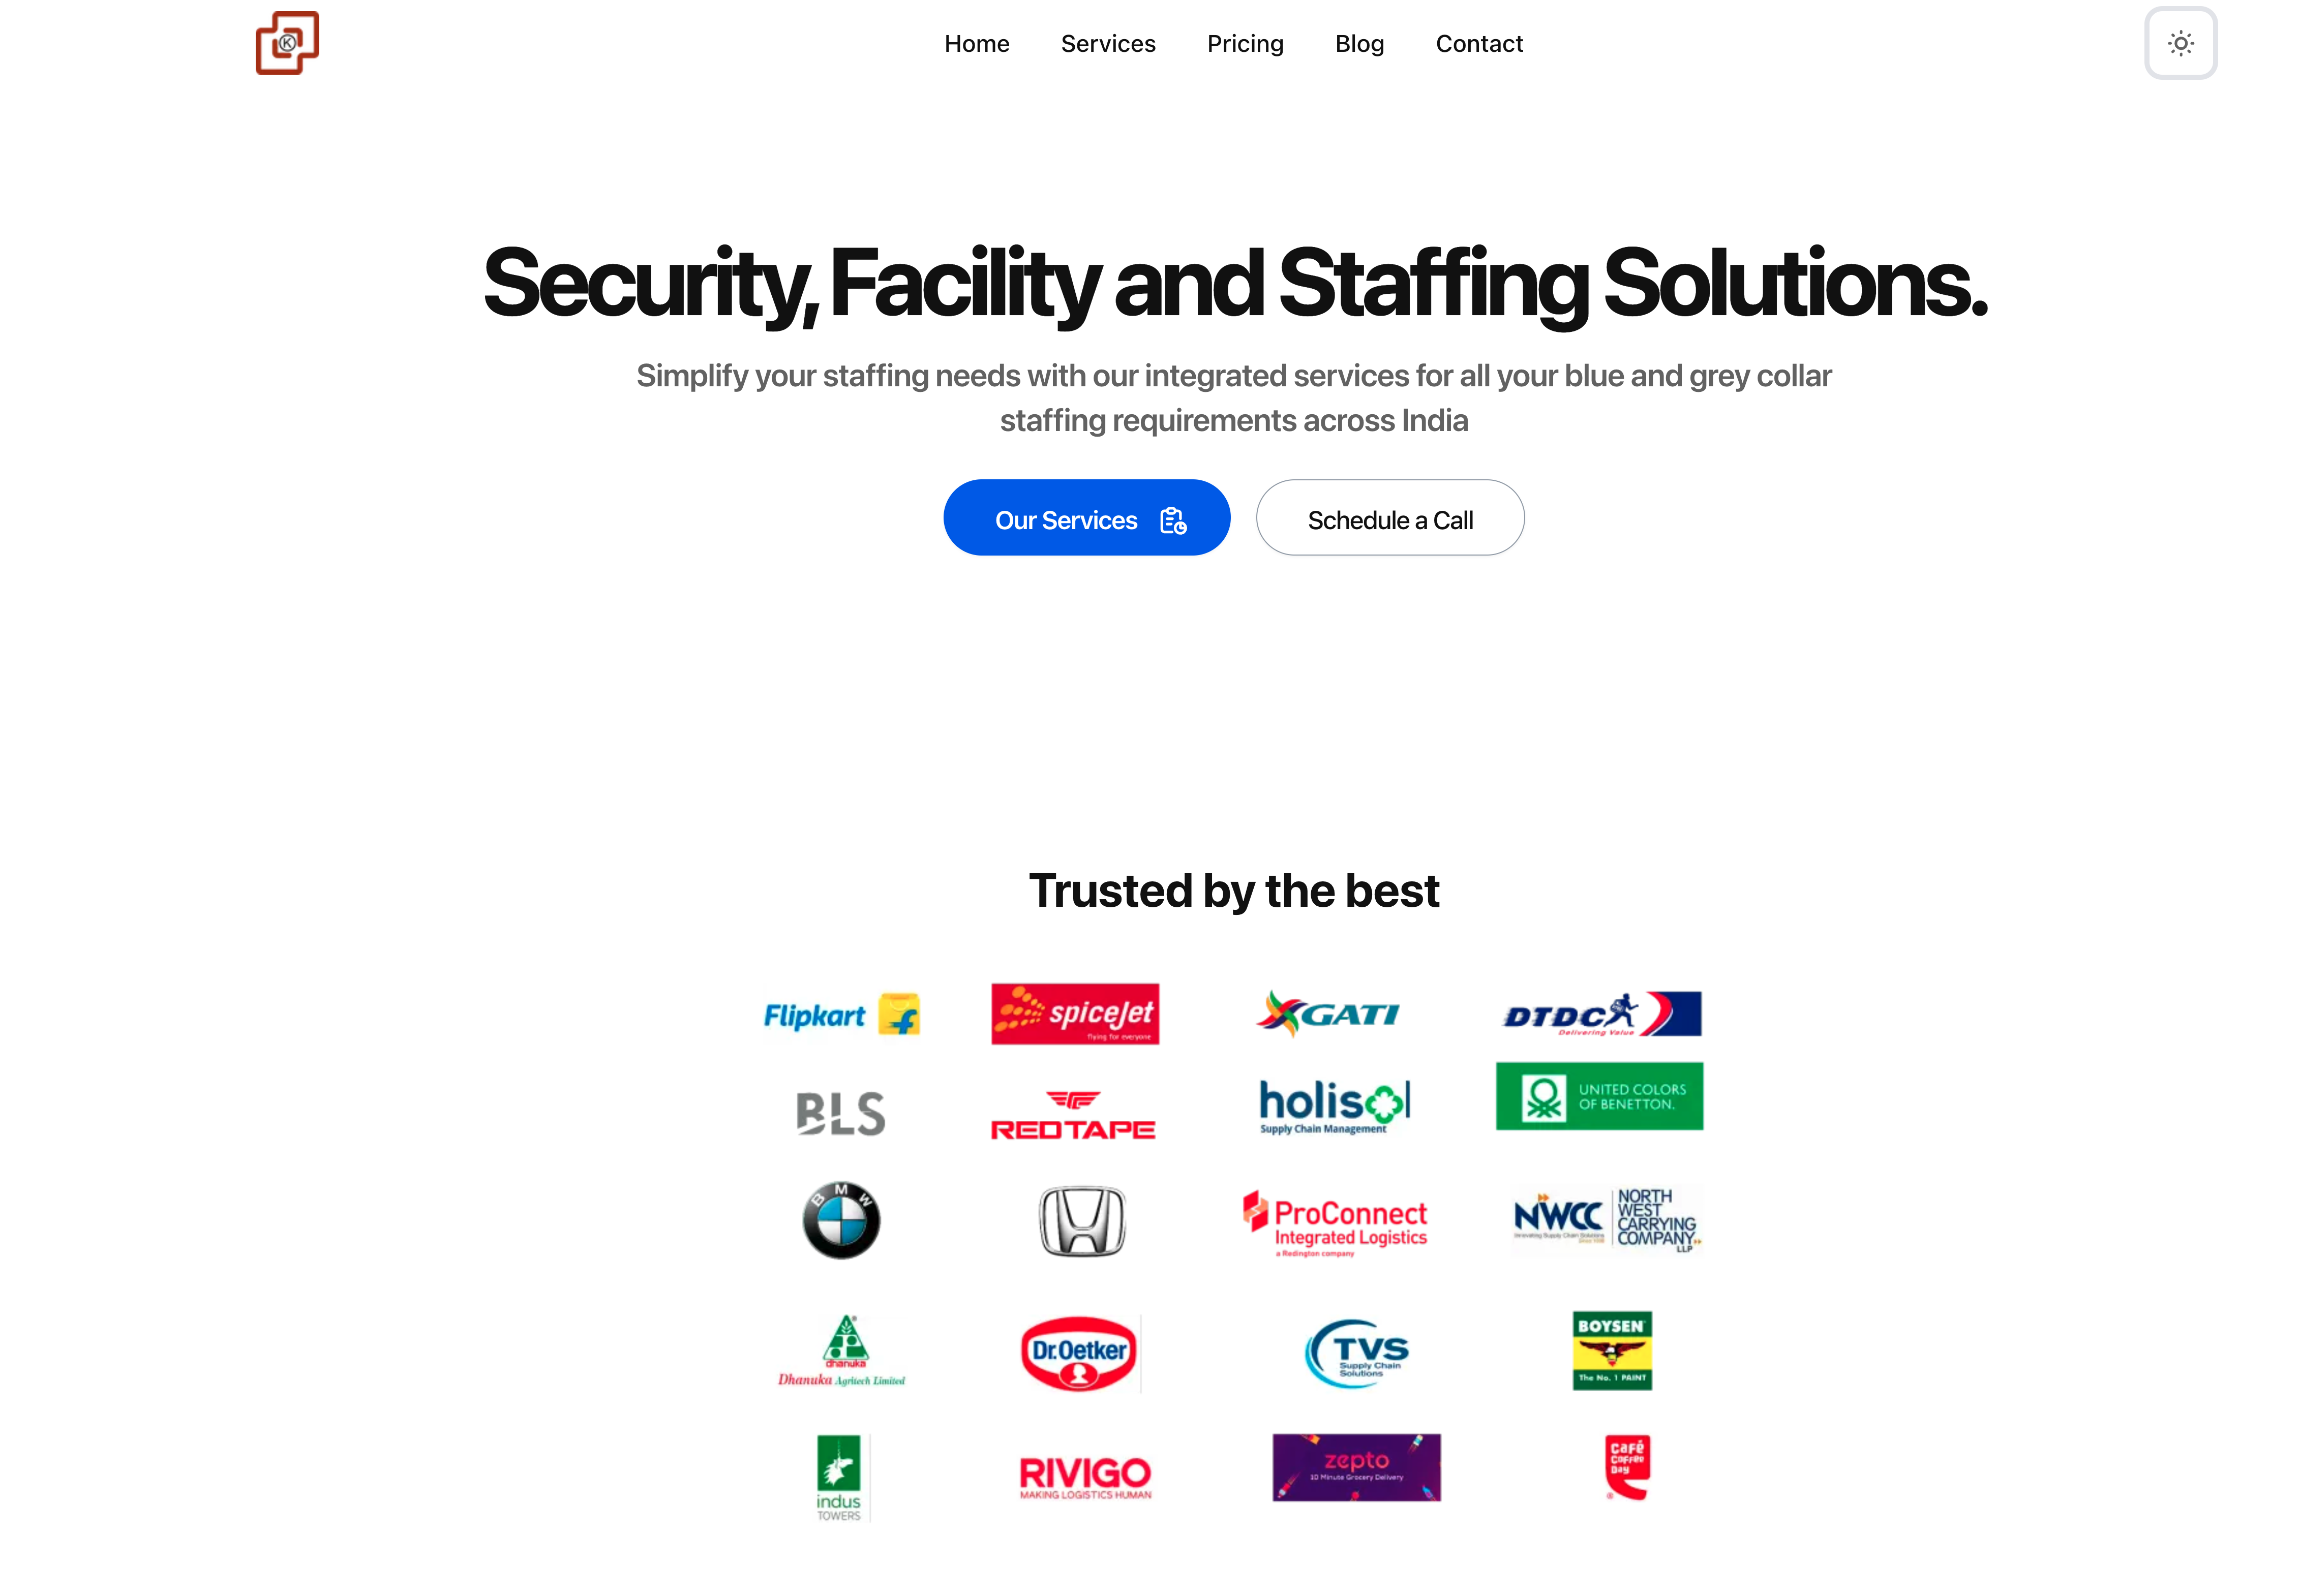 K
Home Services Pricing Blog Contact
Security, Facility and Staffing Solutions.
Simplify your staffing needs with our integrated services for all your blue and grey collar
staffing requirements across India
Our Services
Schedule a Call
Trusted by the best
Flipkart
spicejet
flying for everyone
GATI
DTDC
Delivering Value
BLS
REDTAPE
holisol
Supply Chain Management
UNITED COLORS
OF BENETTON.
BMW
ProConnect
Integrated Logistics
a Redington company
NWCC
Innovating Supply Chain Solutions
NORTH
WEST
CARRYING
COMPANY
LLP
dhanuka
Dhanuka Agritech Limited
Dr.Oetker
TVS
Supply Chain
Solutions
BOYSEN
The No. 1 PAINT
indus
TOWERS
RIVIGO
MAKING LOGISTICS HUMAN
zepto
10 Minute Grocery Delivery
Café
Coffee
Day